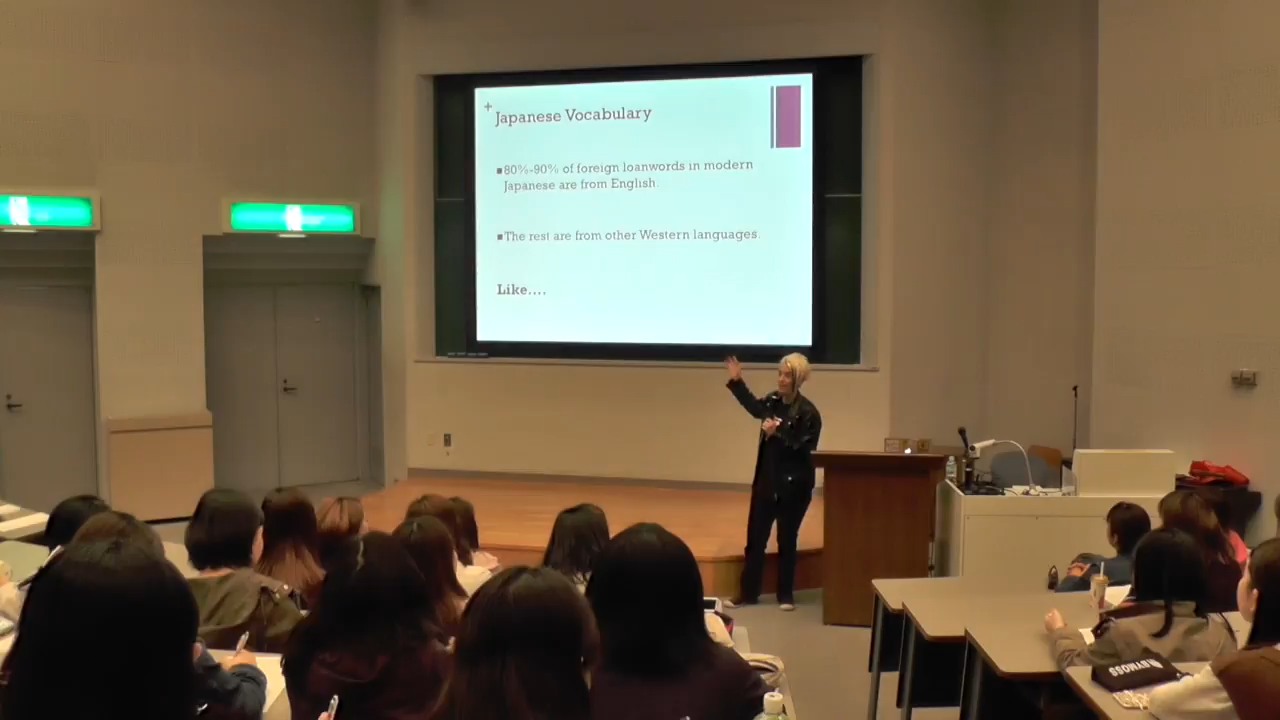 +
Japanese Vocabulary
■80%-90% of foreign loanwords in modern
Japanese are from English.
■The rest are from other Western languages.
Like....
BYMOSS